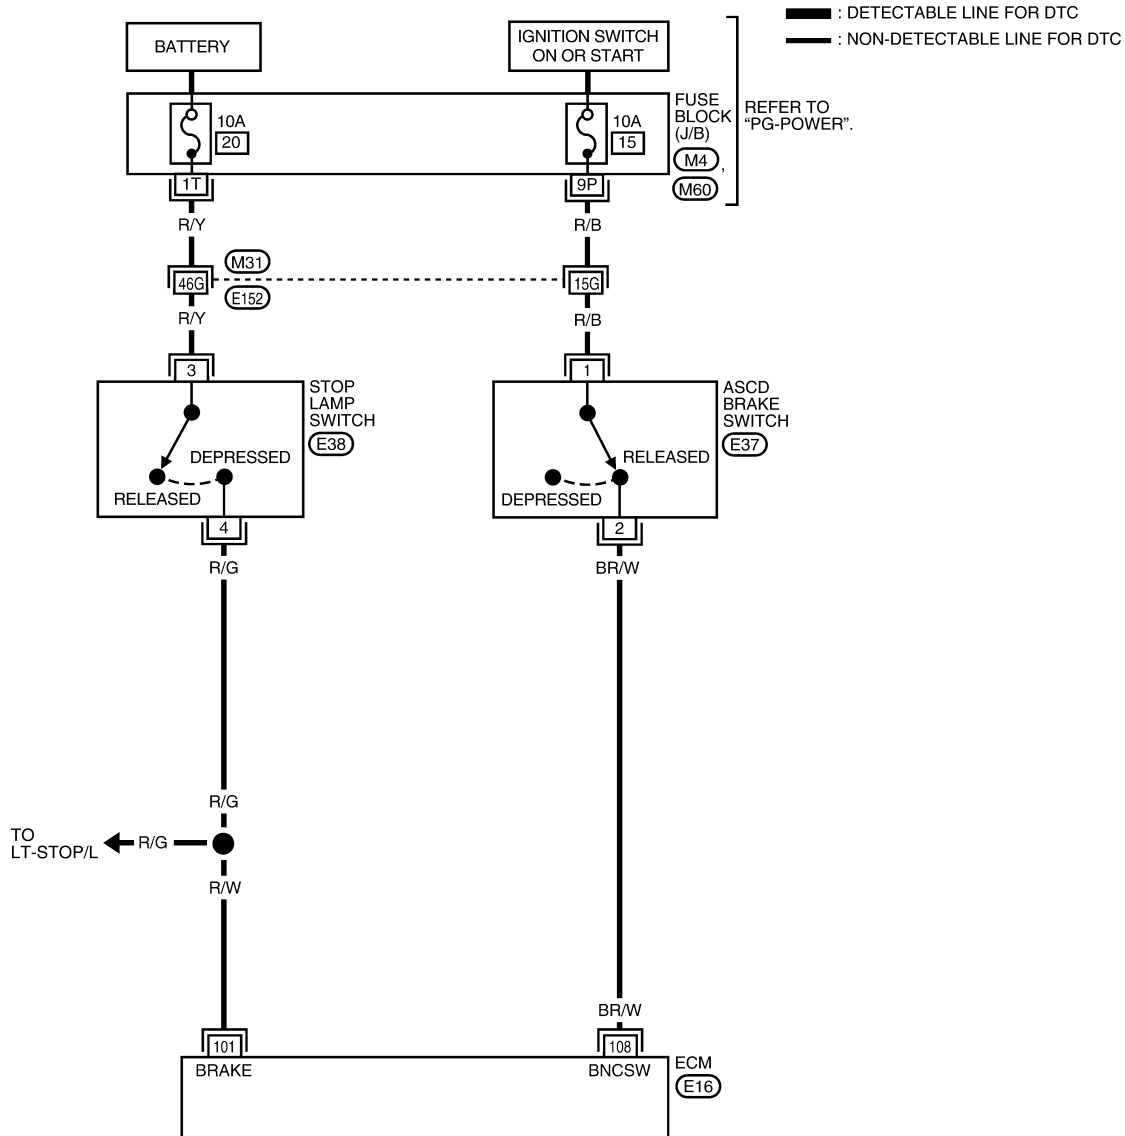 : DETECTABLE LINE FOR DTC
: NON-DETECTABLE LINE FOR DTC
BATTERY
IGNITION SWITCH
ON OR START
10A
20
10A
15
FUSE
BLOCK
(J/B)
M4 ,
M60
REFER TO
“PG-POWER”.
1T
9P
R/Y
R/B
46G
M31
E152
15G
R/Y
R/B
3
1
STOP
LAMP
SWITCH
E38
DEPRESSED
RELEASED
ASCD
BRAKE
SWITCH
E37
RELEASED
DEPRESSED
4
2
R/G
BR/W
R/G
TO
LT-STOP/L
R/G
R/W
BR/W
101
108
BRAKE
BNCSW
ECM
E16